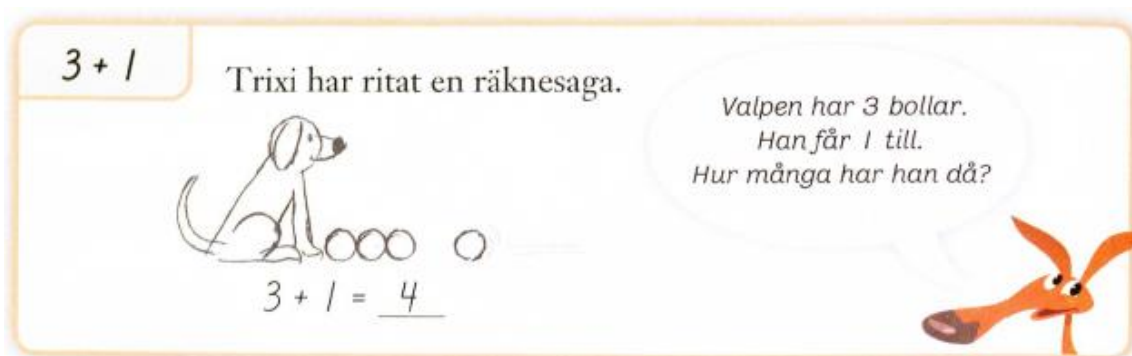 3 + 1
Trixi har ritat en räknesaga.
Valpen har 3 bollar.
Han får 1 till.
Hur många har han då?
3 + 1 = 4